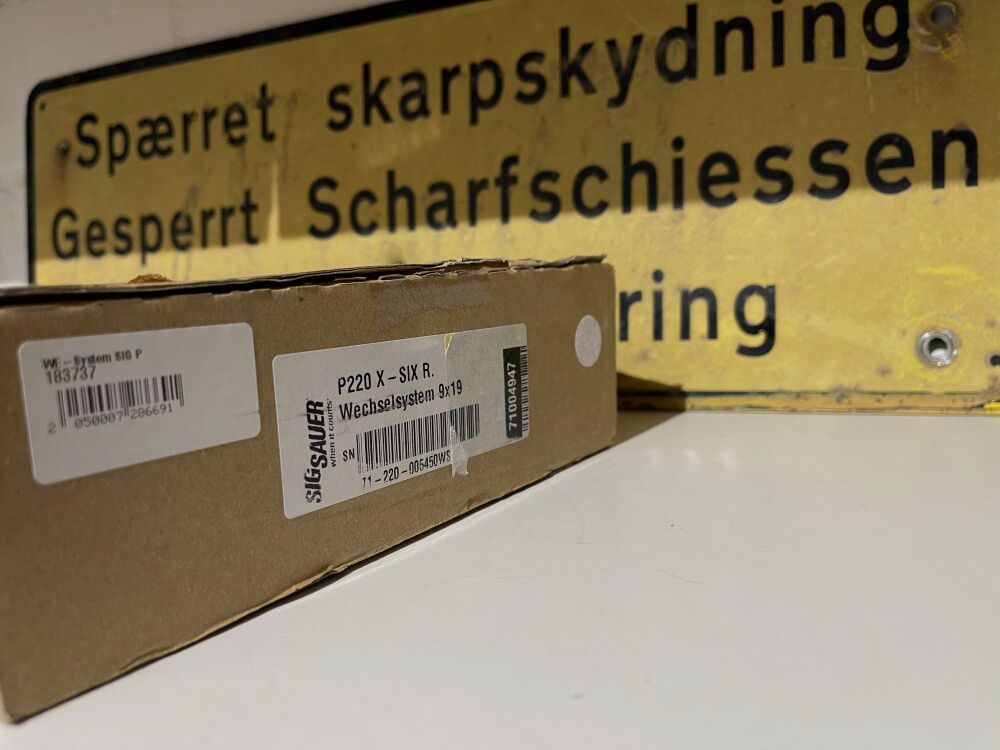 Spærret skarpskydning
Gesperrt Scharfschiessen
ring
WE-System SIG P
183737
2 050007 286691
SIG SAUER
when it counts
P220 X-SIX R.
Wechselsystem 9x19
SN
71-220-005450WS
71004947